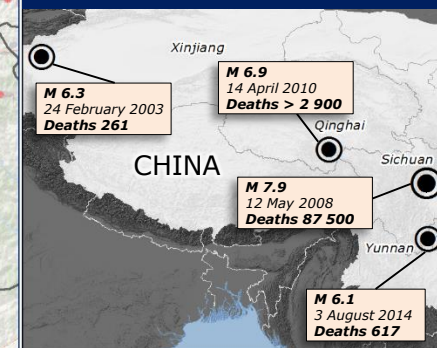 Xinjiang
M 6.3
24 February 2003
Deaths 261
M 6.9
14 April 2010
Deaths > 2 900
Qinghai
CHINA
Sichuan
M 7.9
12 May 2008
Deaths 87 500
Yunnan
M 6.1
3 August 2014
Deaths 617